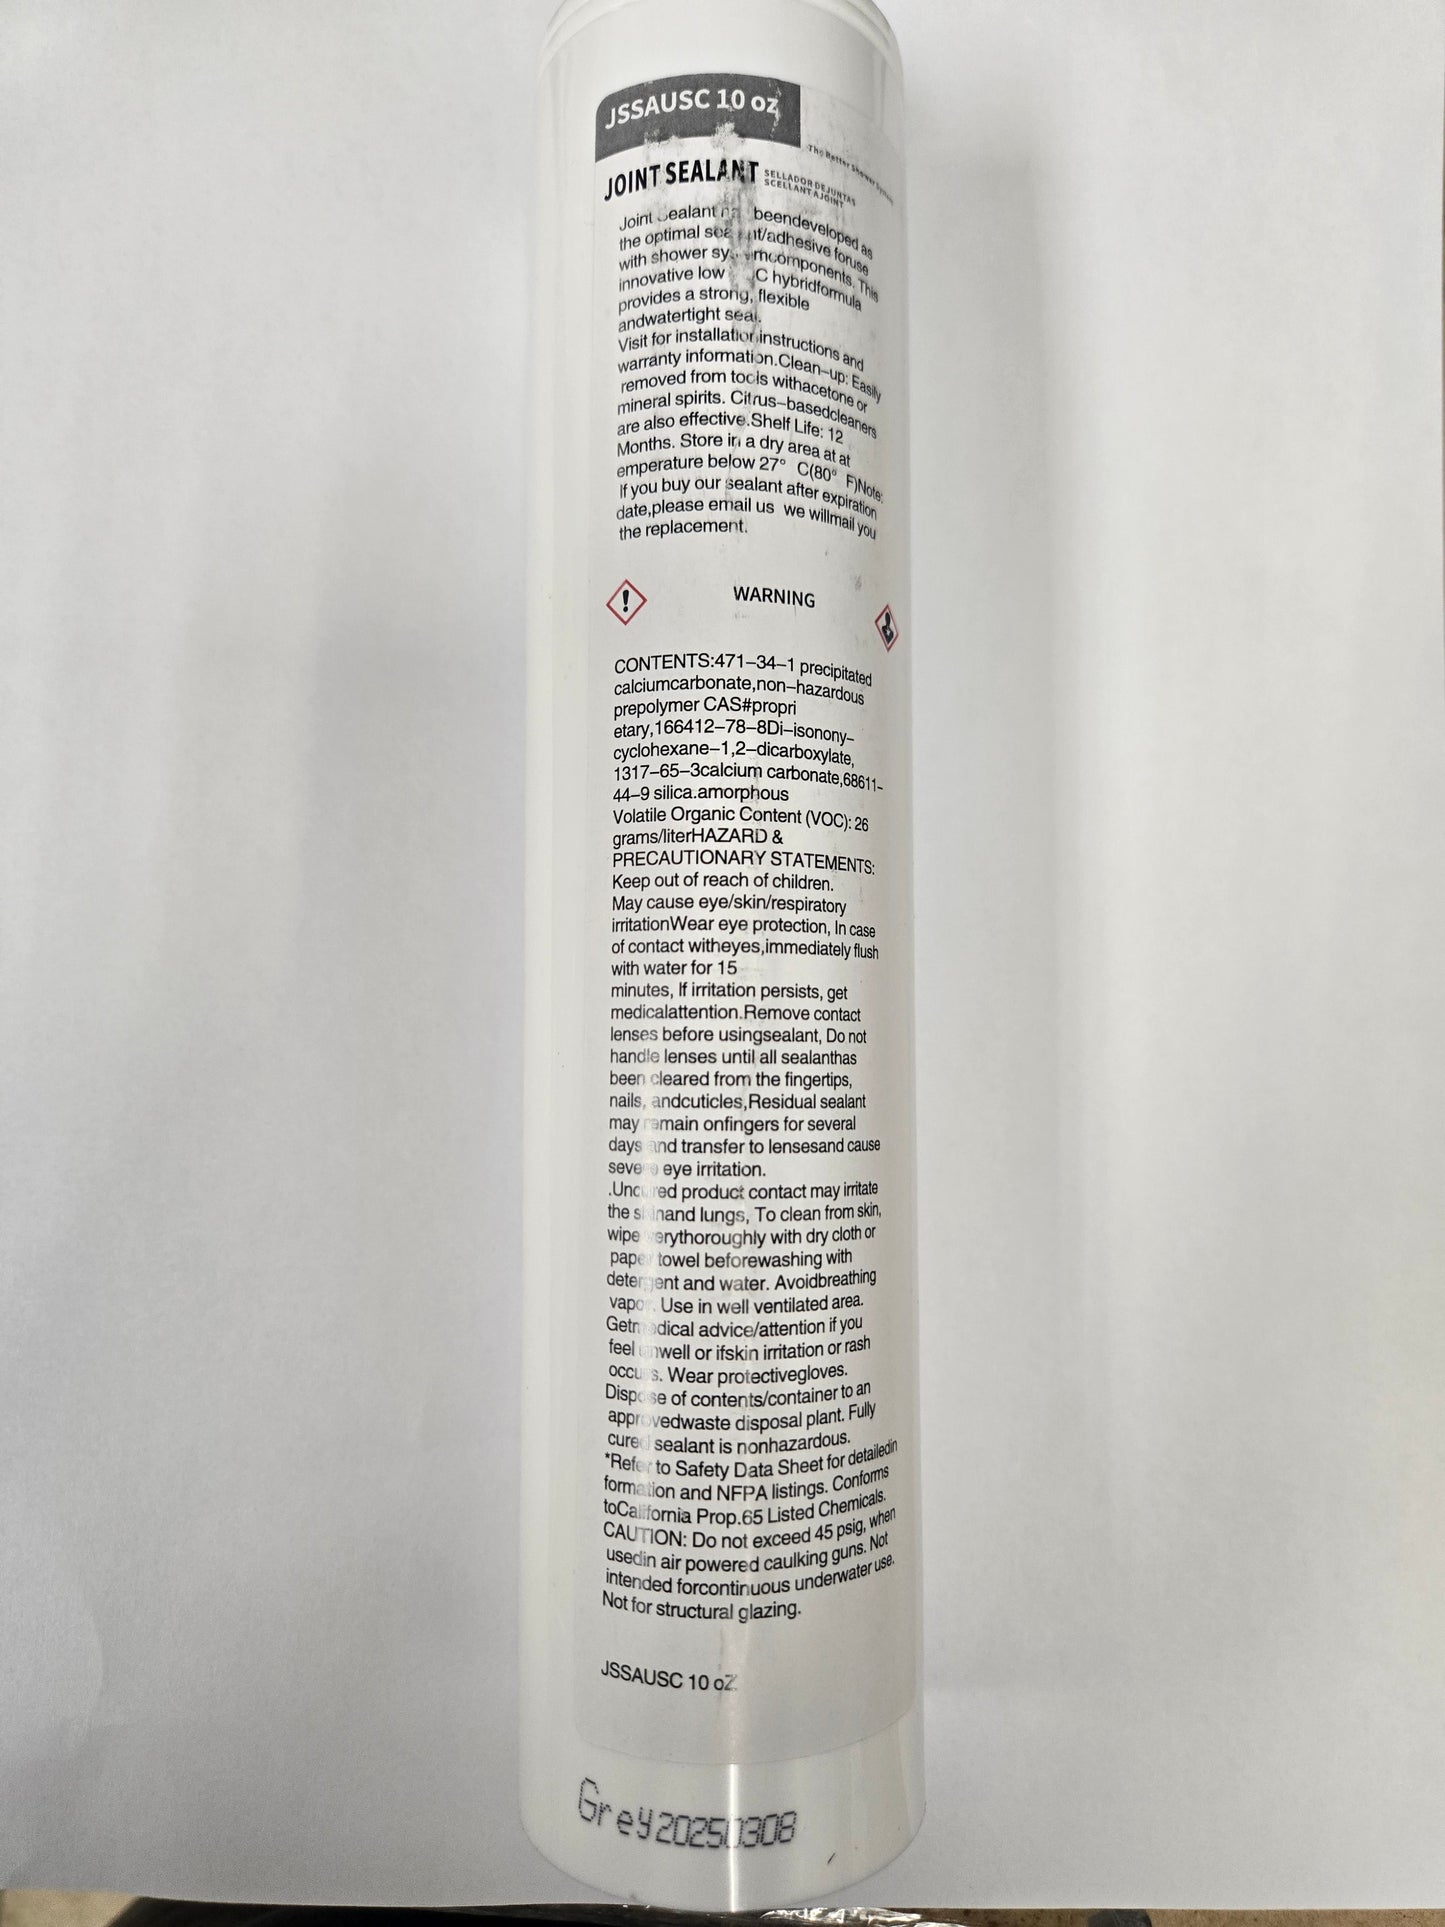 JSSAUSC 10 oz
The Better Shower System
JOINT SEALANT
SELLADOR DE JUNTAS
SCELLANT A JOINT
Joint beendeveloped as
the optimal foruse
with shower This
innovative low hybridformula
provides a strong, flexible
andwatertight seal.
Visit for installation instructions and
warranty information.Clean-up: Easily
removed from tools withacetone or
mineral spirits. Citrus-basedcleaners
are also effective.Shelf Life: 12
Months. Store in a dry area at at
emperature below 27° C(80° F)Note:
If you buy our sealant after expiration
date,please email us we willmail you
the replacement.
WARNING
CONTENTS:471-34-1 precipitated
calciumcarbonate,non-hazardous
prepolymer CAS#propri
etary,166412-78-8Di-isonony-
cyclohexane-1,2-dicarboxylate,
1317-65-3calcium carbonate,68611-
44-9 silica.amorphous
Volatile Organic Content (VOC): 26
grams/literHAZARD &
PRECAUTIONARY STATEMENTS:
Keep out of reach of children.
May cause eye/skin/respiratory
irritationWear eye protection, In case
of contact witheyes,immediately flush
with water for 15
minutes, If irritation persists, get
medicalattention.Remove contact
lenses before usingsealant, Do not
handle lenses until all sealanthas
been cleared from the fingertips,
nails, andcuticles,Residual sealant
may remain onfingers for several
days and transfer to lensesand cause
severe eye irritation.
.Uncured product contact may irritate
the skinand lungs, To clean from skin,
wipe verythoroughly with dry cloth or
paper towel beforewashing with
detergent and water. Avoidbreathing
vapor. Use in well ventilated area.
Getmedical advice/attention if you
feel unwell or ifskin irritation or rash
occurs. Wear protectivegloves.
Dispose of contents/container to an
approvedwaste disposal plant. Fully
cured sealant is nonhazardous.
*Refer to Safety Data Sheet for detailedin
formation and NFPA listings. Conforms
toCalifornia Prop.65 Listed Chemicals.
CAUTION: Do not exceed 45 psig, when
usedin air powered caulking guns. Not
intended forcontinuous underwater use.
Not for structural glazing.
JSSAUSC 10 oZ
Grey20250308